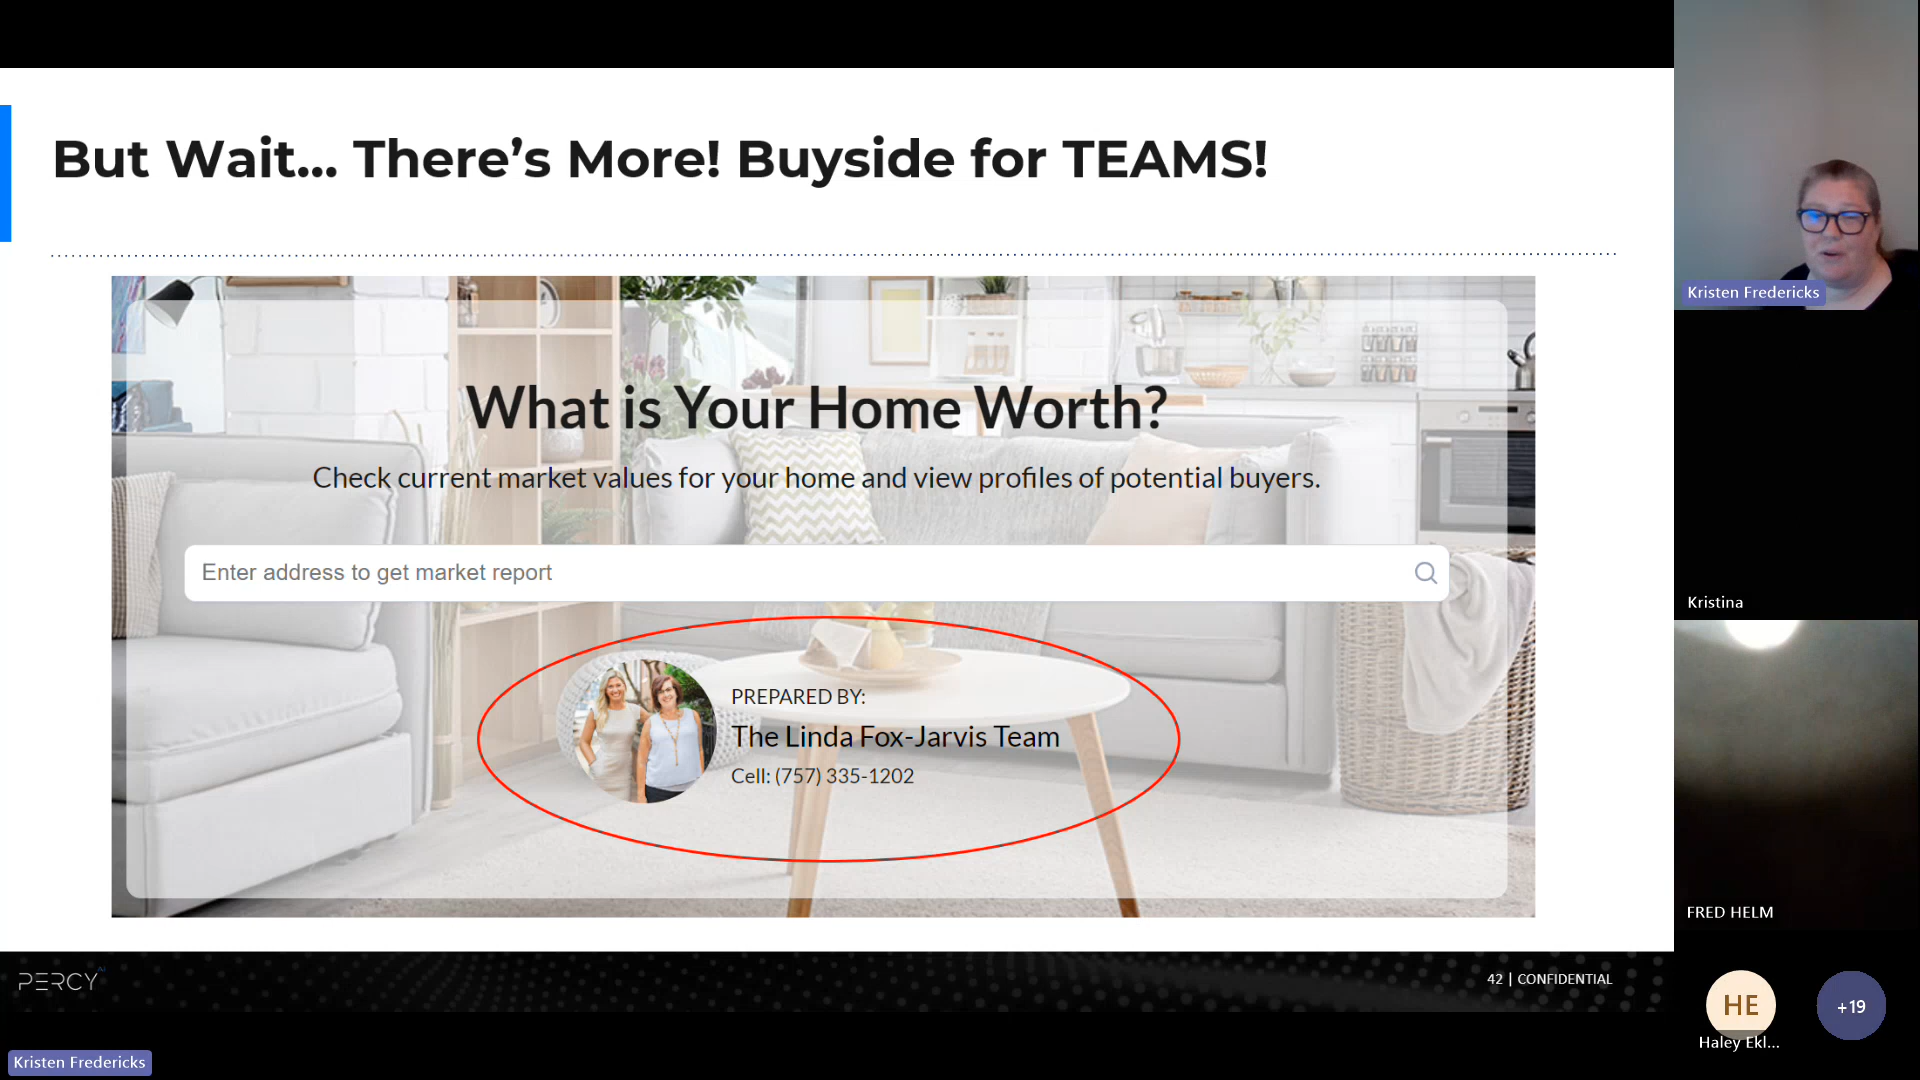 But Wait... There’s More! Buyside for TEAMS!
What is Your Home Worth?
Check current market values for your home and view profiles of potential buyers.
Enter address to get market report
PREPARED BY:
The Linda Fox-Jarvis Team
Cell: (757) 335-1202
PERCY AI
42 | CONFIDENTIAL
Kristen Fredericks
Kristen Fredericks
Kristina
FRED HELM
HE
Haley Ekl...
+19